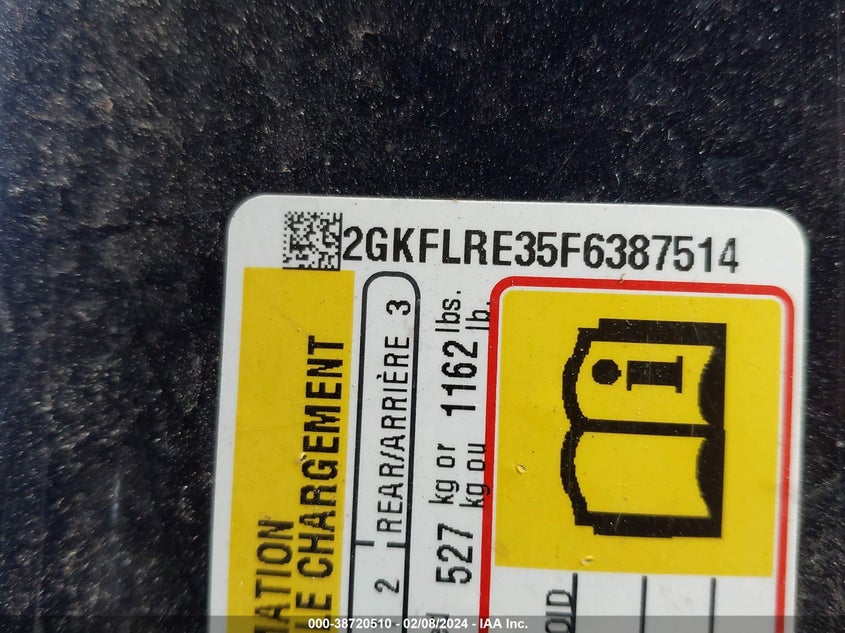 2GKFLRE35F6387514
LE CHARGEMENT
2 REAR/ARRIÈRE 3
527 kg or 1162 lbs.
kg ou lb.
000-38720510 - 02/08/2024 - IAA Inc.